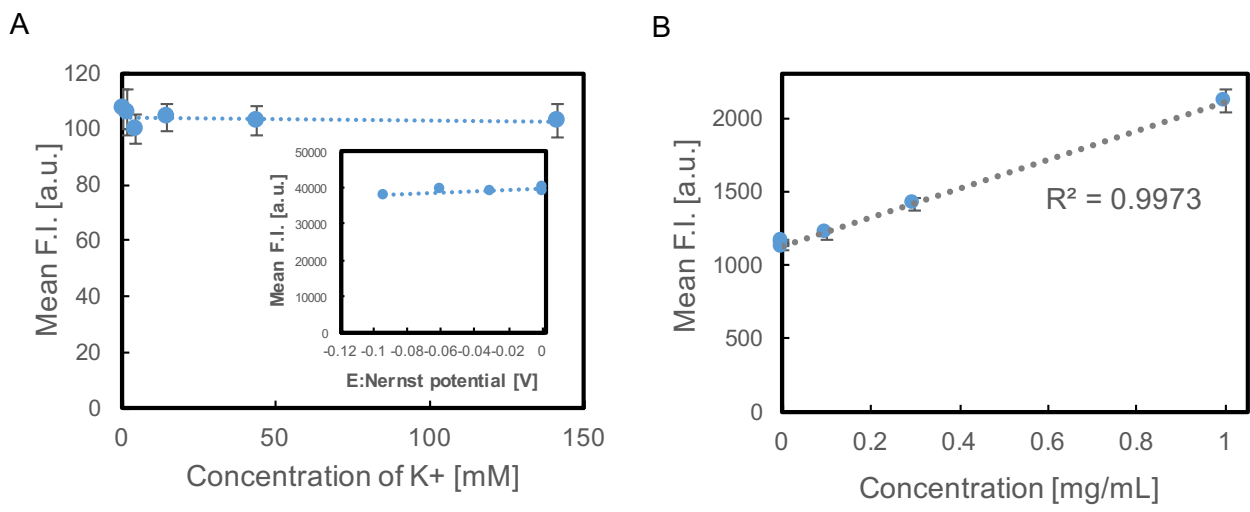 A
120
100
80
60
40
20
0
Mean F.I. [a.u.]
0
50
100
150
Concentration of K+ [mM]
50000
40000
30000
20000
10000
0
Mean F.I. [a.u.]
-0.12 -0.1 -0.08 -0.06 -0.04 -0.02 0
E:Nernst potential [V]
B
2000
1500
1000
500
0
Mean F.I. [a.u.]
R² = 0.9973
0 0.2 0.4 0.6 0.8 1
Concentration [mg/mL]